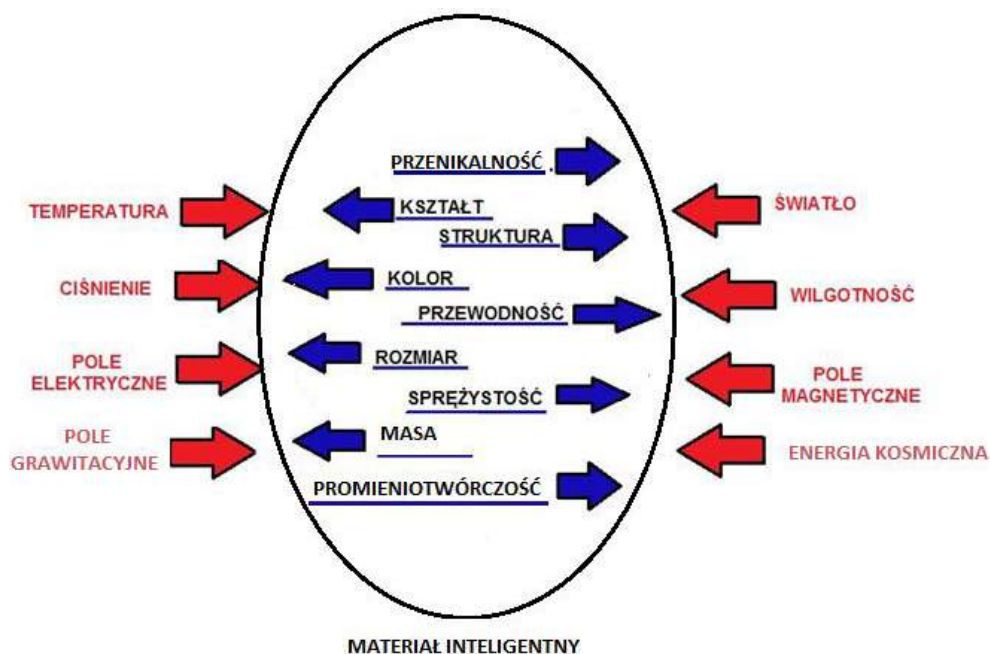 PRZENIKALNOŚĆ
TEMPERATURA
KSZTAŁT
ŚWIATŁO
STRUKTURA
CIŚNIENIE
KOLOR
WILGOTNOŚĆ
PRZEWODNOŚĆ
POLE
ELEKTRYCZNE
ROZMIAR
POLE
MAGNETYCZNE
SPRĘŻYSTOŚĆ
POLE
GRAWITACYJNE
MASA
ENERGIA KOSMICZNA
PROMIENIOTWÓRCZOŚĆ
MATERIAŁ INTELIGENTNY